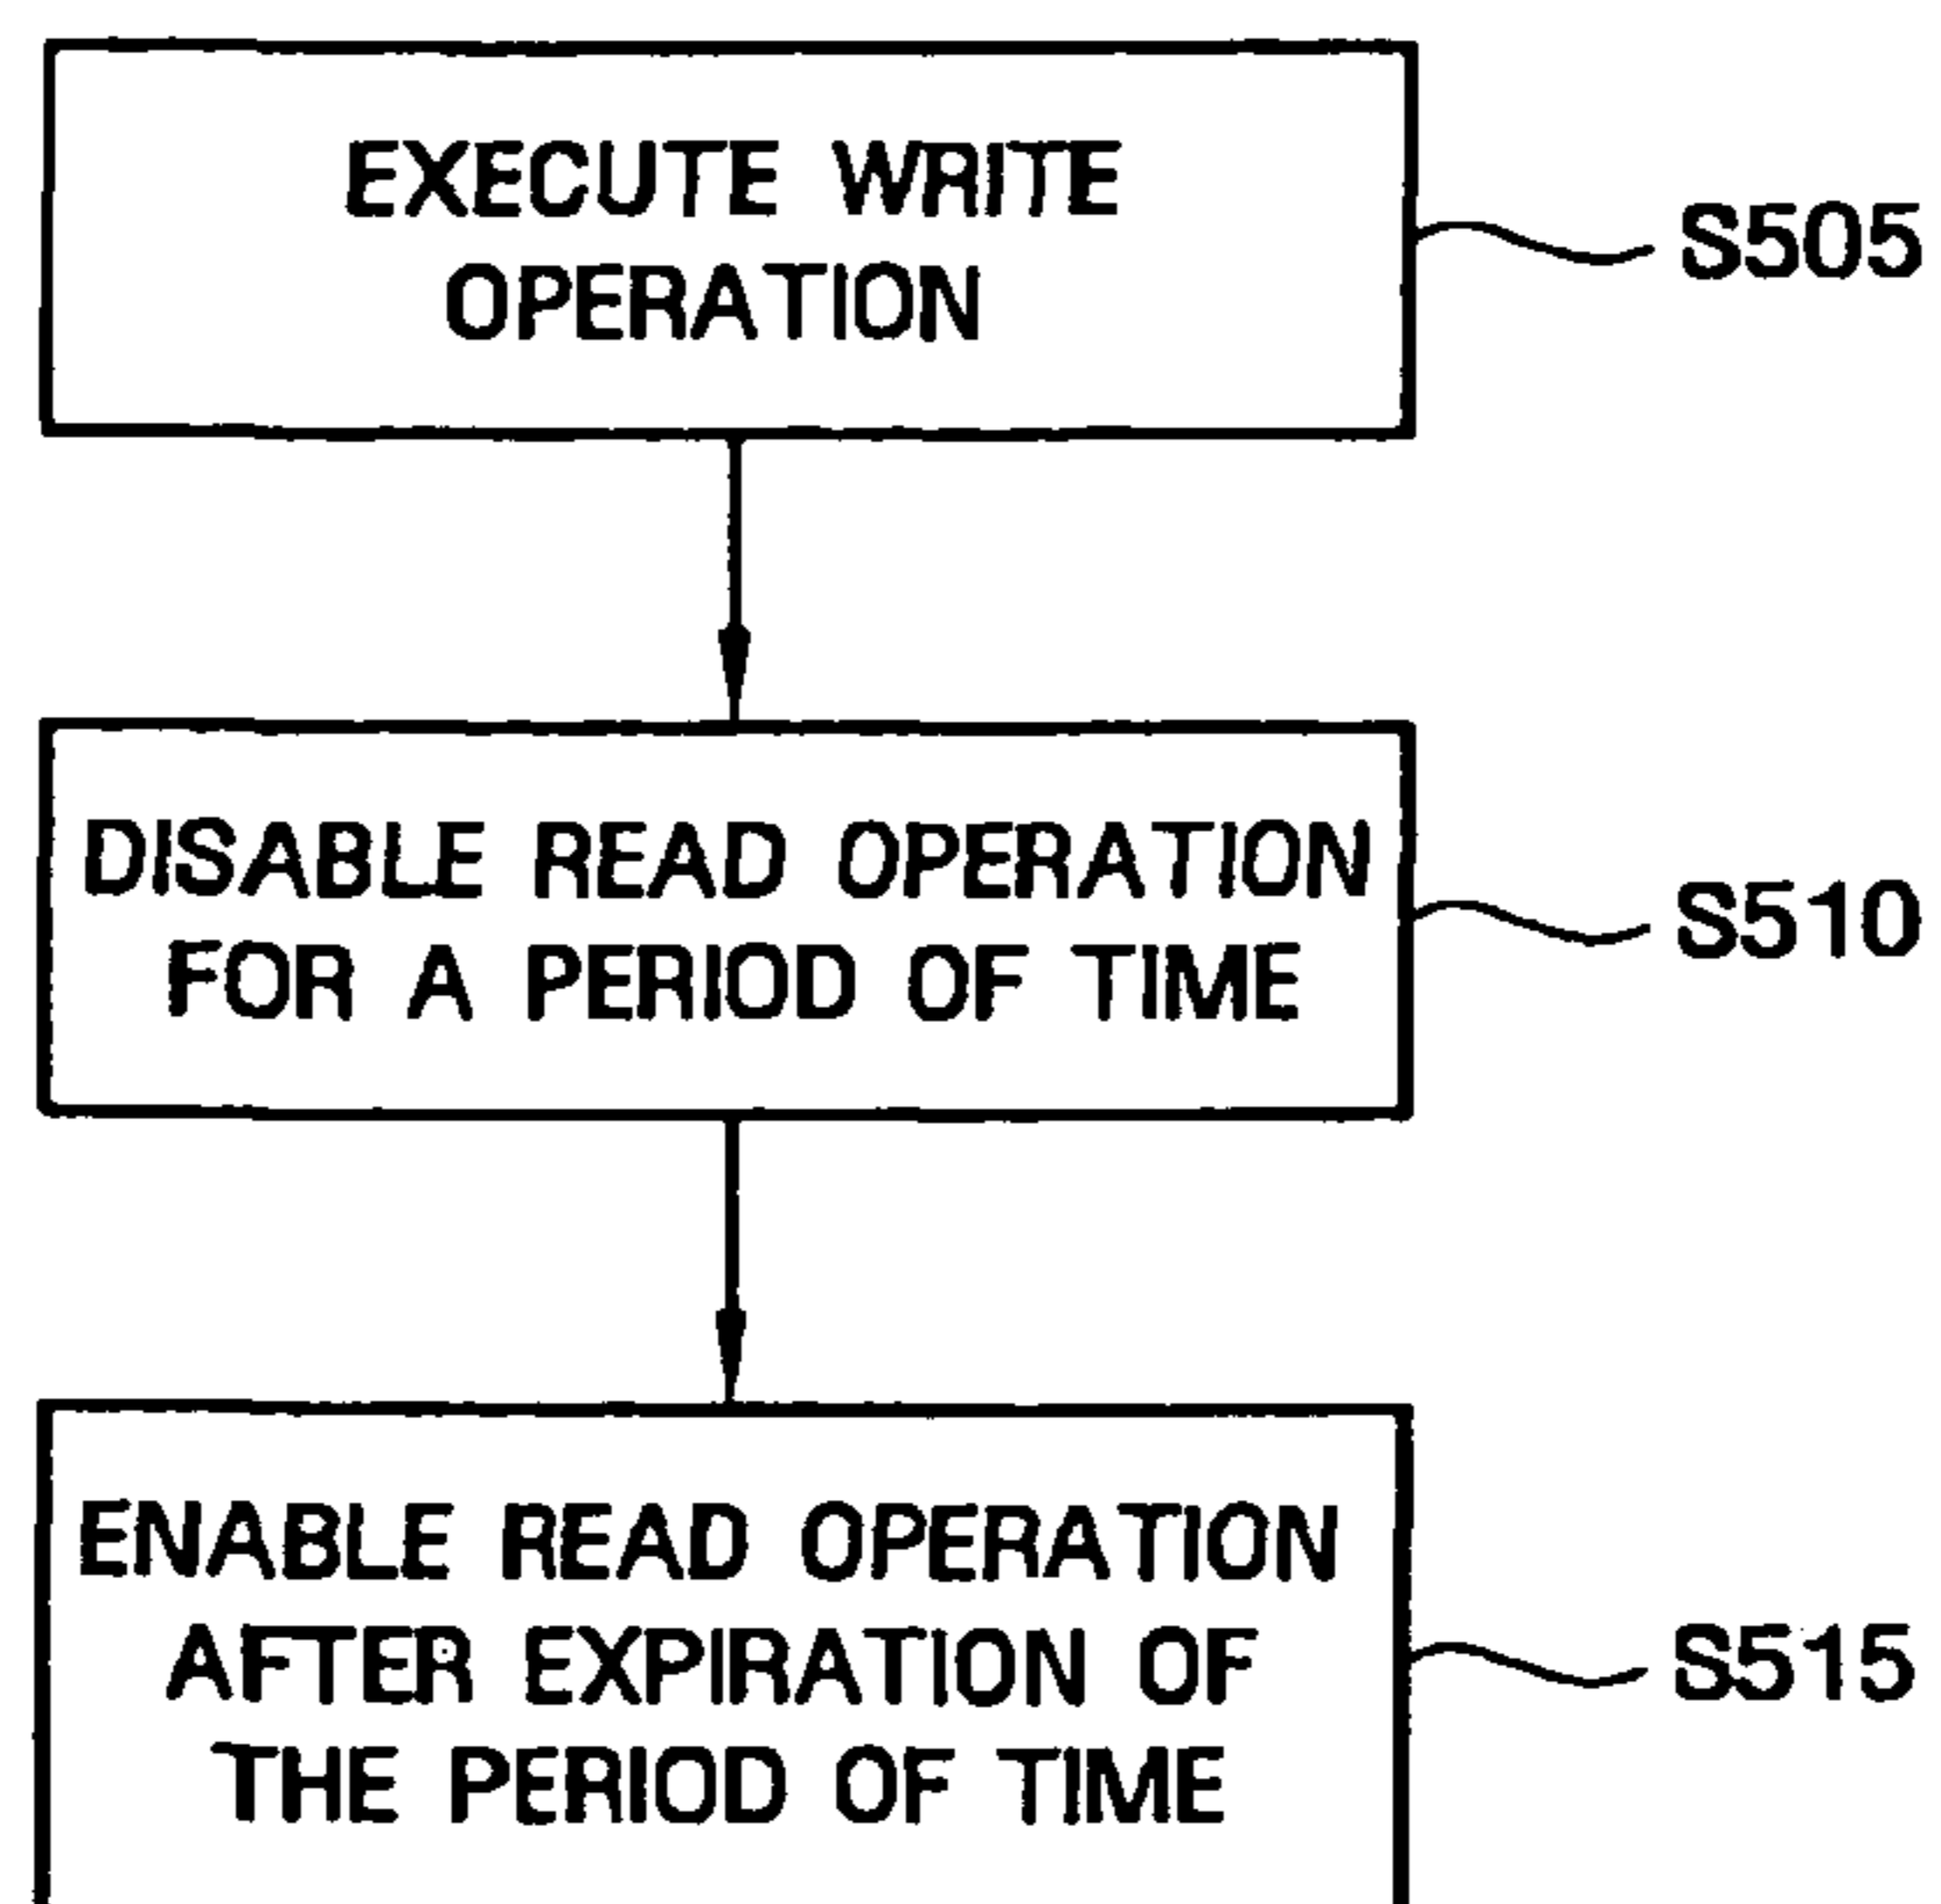 EXECUTE WRITE
OPERATION
S505
DISABLE READ OPERATION
FOR A PERIOD OF TIME
S510
ENABLE READ OPERATION
AFTER EXPIRATION OF
THE PERIOD OF TIME
S515